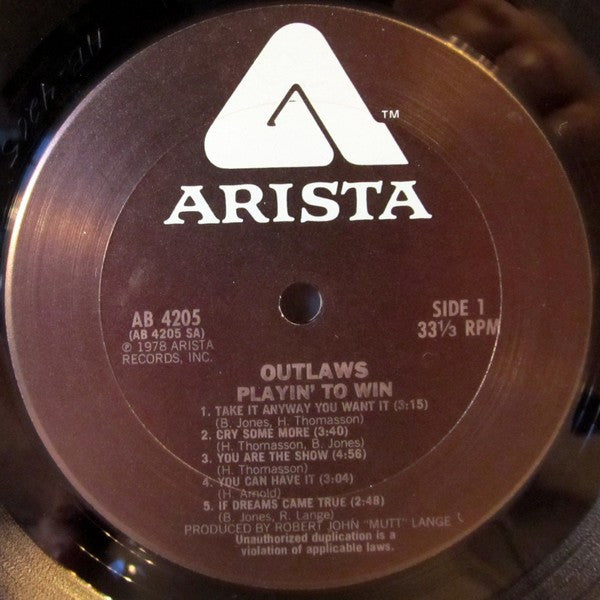 TM
ARISTA
AB 4205
(AB 4205 SA)
℗ 1978 ARISTA
RECORDS, INC.
SIDE 1
33⅓ RPM
OUTLAWS
PLAYIN' TO WIN
1. TAKE IT ANYWAY YOU WANT IT (3:15)
(B. Jones, H. Thomasson)
2. CRY SOME MORE (3:40)
(H. Thomasson, B. Jones)
3. YOU ARE THE SHOW (4:56)
(H. Thomasson)
4. YOU CAN HAVE IT (3:04)
(H. Arnold)
5. IF DREAMS CAME TRUE (2:48)
(B. Jones, R. Lange)
PRODUCED BY ROBERT JOHN "MUTT" LANGE
Unauthorized duplication is a
violation of applicable laws.